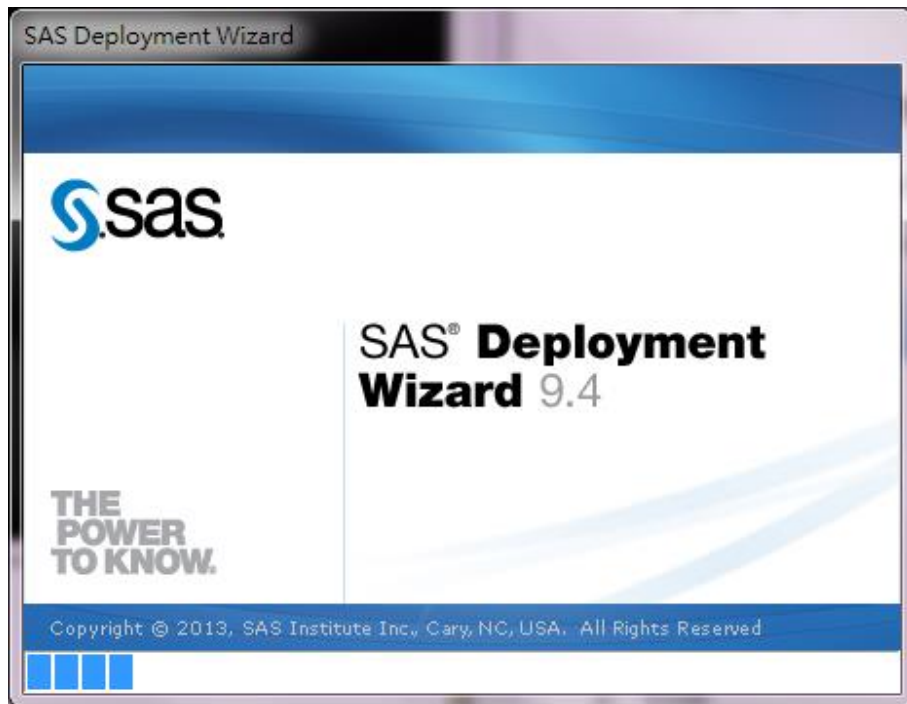 SAS Deployment Wizard
sas
SAS® Deployment
Wizard 9.4
THE
POWER
TO KNOW.
Copyright © 2013, SAS Institute Inc., Cary, NC, USA. All Rights Reserved